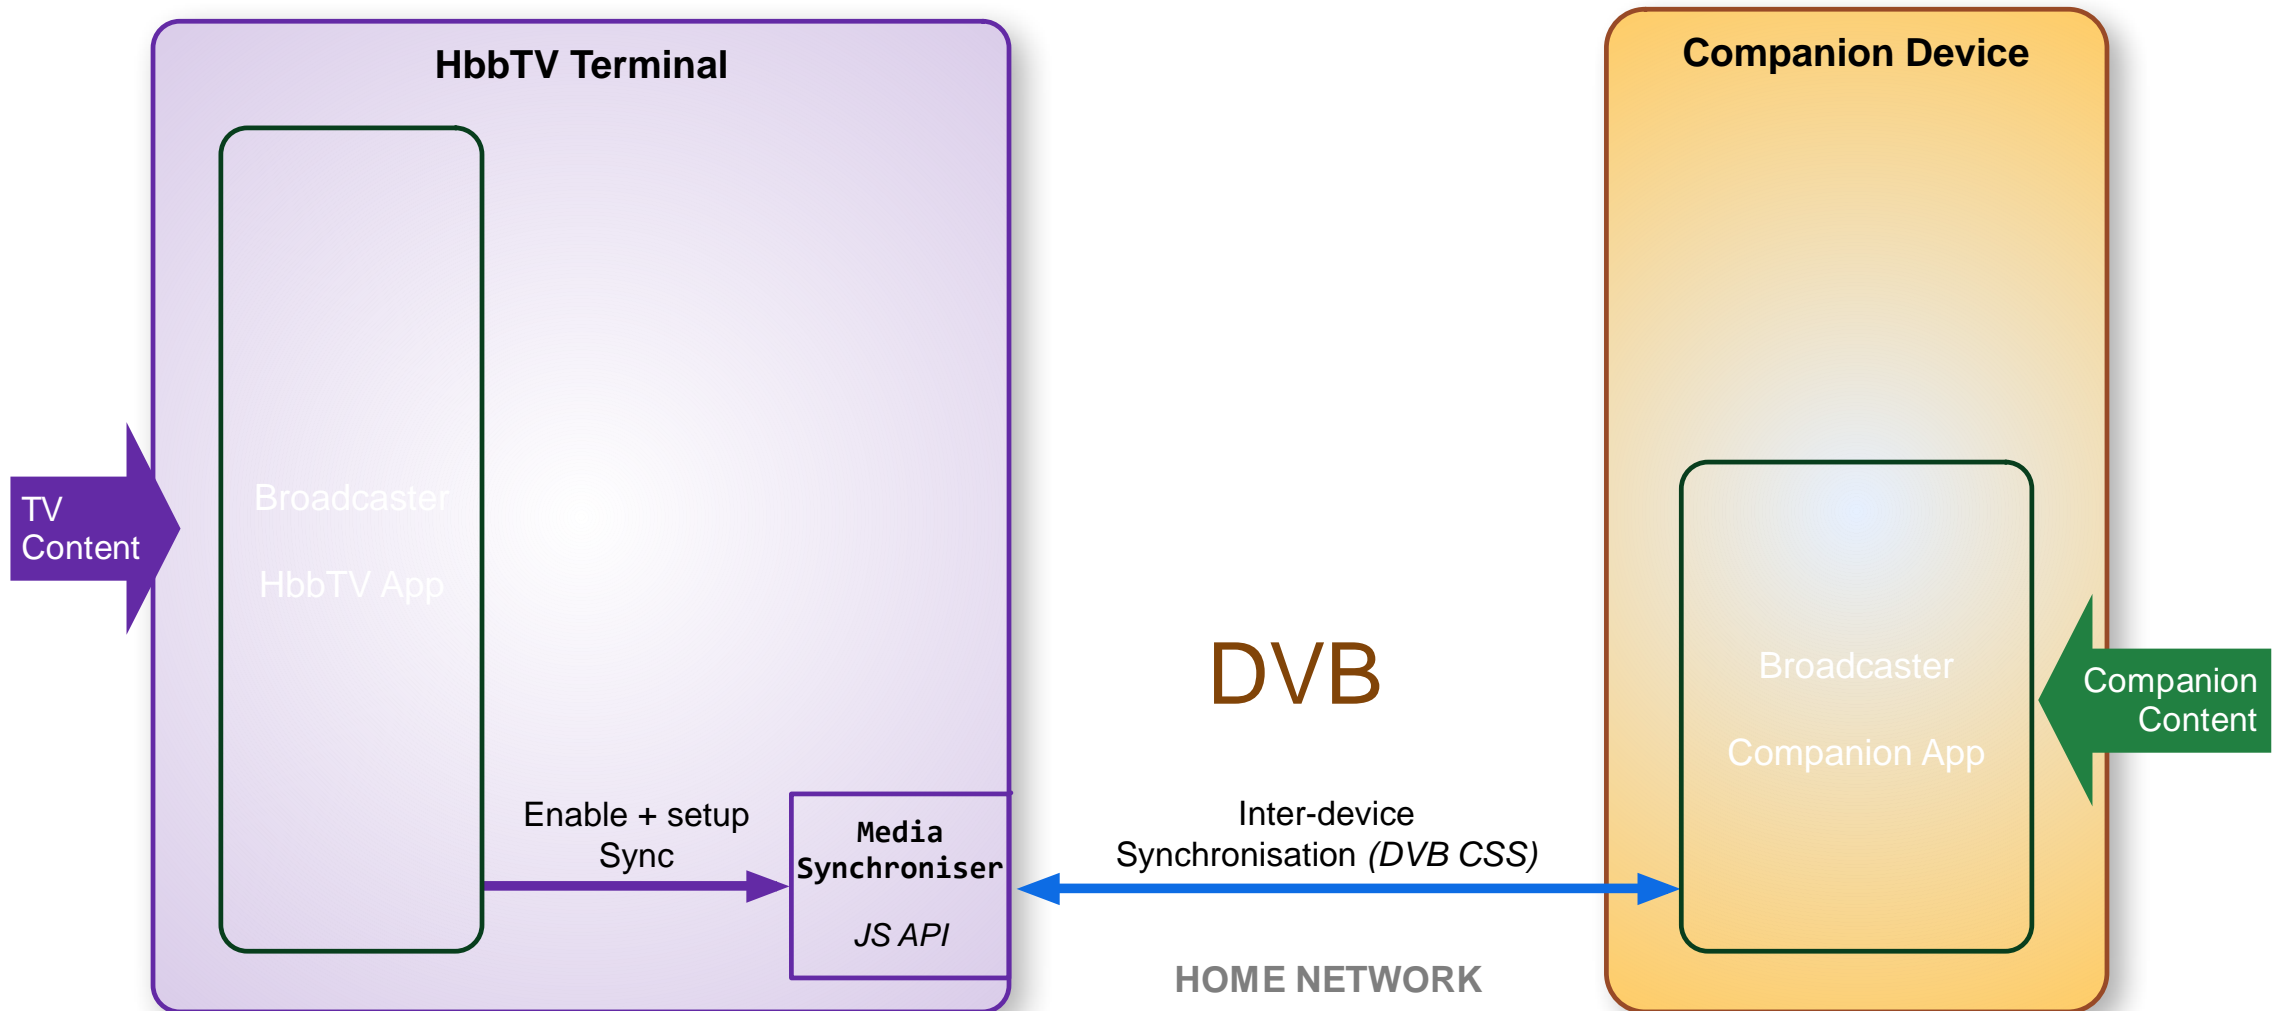 HbbTV Terminal
Companion Device
TV
Content
Broadcaster
HbbTV App
Enable + setup
Sync
Media
Synchroniser
JS API
DVB
Inter-device
Synchronisation (DVB CSS)
HOME NETWORK
Broadcaster
Companion App
Companion
Content